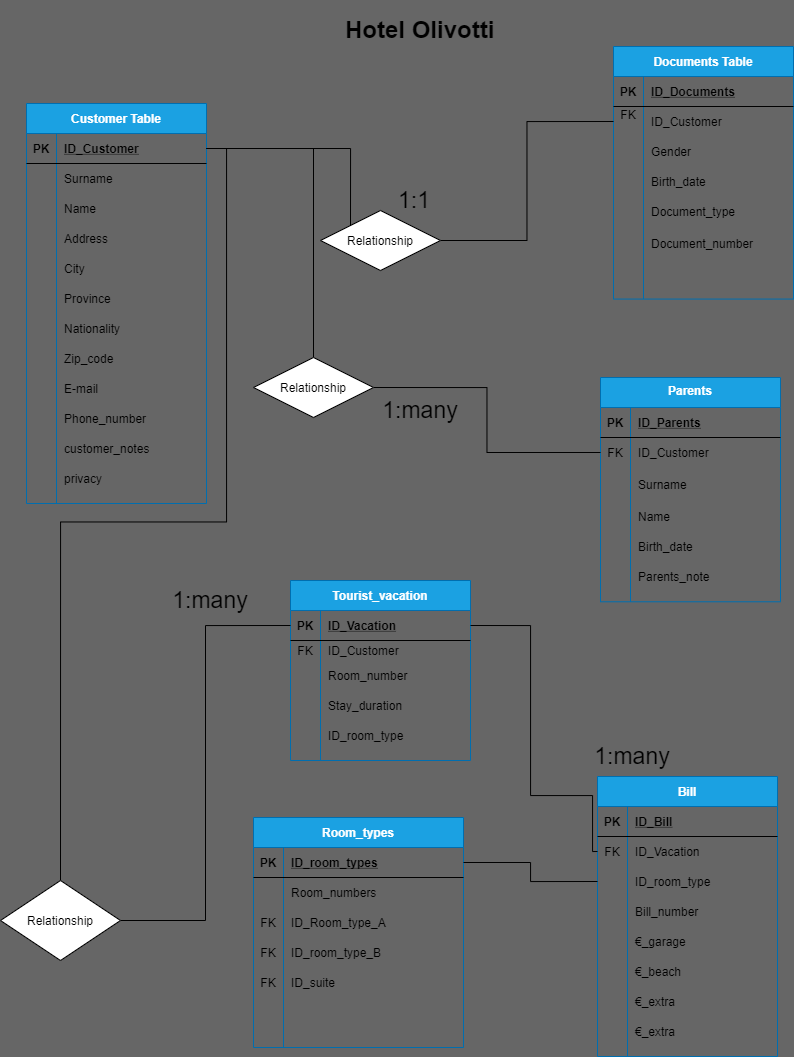 Hotel Olivotti
Documents Table
PK ID_Documents
FK ID_Customer
Gender
Birth_date
Document_type
Document_number
Customer Table
PK ID_Customer
Surname
Name
Address
City
Province
Nationality
Zip_code
E-mail
Phone_number
customer_notes
privacy
1:1
Relationship
Relationship
1:many
Parents
PK ID_Parents
FK ID_Customer
Surname
Name
Birth_date
Parents_note
1:many
Tourist_vacation
PK ID_Vacation
FK ID_Customer
Room_number
Stay_duration
ID_room_type
1:many
Bill
PK ID_Bill
FK ID_Vacation
ID_room_type
Bill_number
€_garage
€_beach
€_extra
€_extra
Room_types
PK ID_room_types
Room_numbers
FK ID_Room_type_A
FK ID_room_type_B
FK ID_suite
Relationship